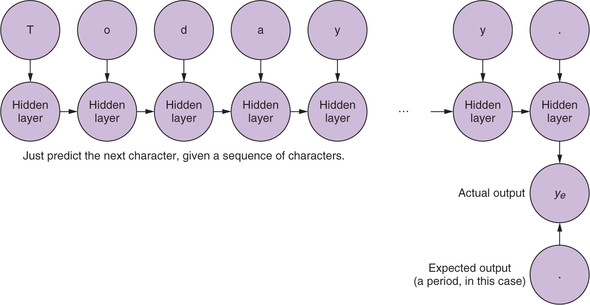 T o d a y y .
Hidden layer Hidden layer Hidden layer Hidden layer Hidden layer ... Hidden layer Hidden layer
Just predict the next character, given a sequence of characters.
Actual output yₑ
Expected output
(a period, in this case) .